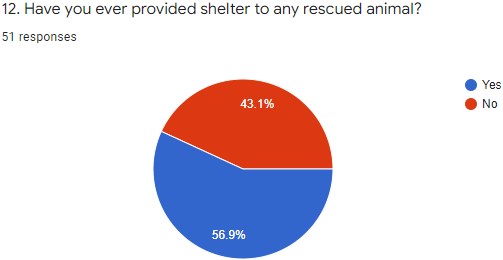 12. Have you ever provided shelter to any rescued animal?
51 responses
Yes
No
43.1%
56.9%